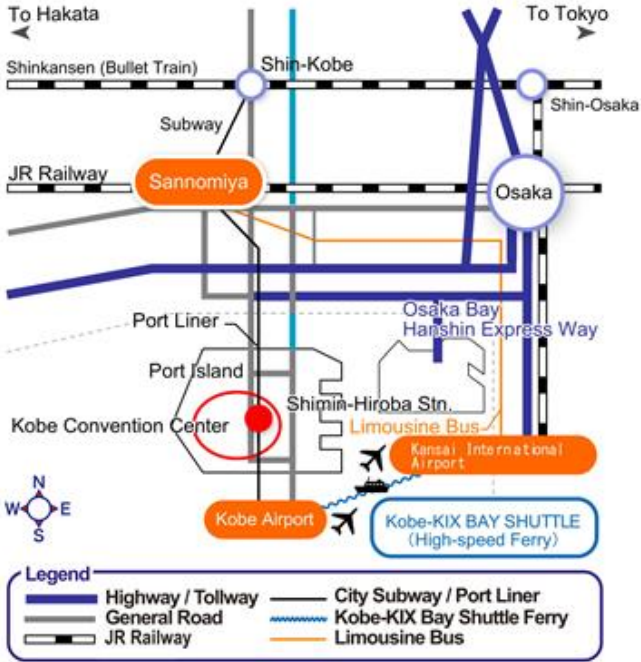 To Hakata
To Tokyo
Shinkansen (Bullet Train)
Shin-Kobe
Shin-Osaka
Subway
JR Railway
Sannomiya
Osaka
Osaka Bay
Hanshin Express Way
Port Liner
Port Island
Shimin-Hiroba Stn.
Kobe Convention Center
Limousine Bus
Kansai International
Airport
N
W
E
S
Kobe Airport
Kobe-KIX BAY SHUTTLE
(High-speed Ferry)
Legend
Highway / Tollway
City Subway / Port Liner
General Road
Kobe-KIX Bay Shuttle Ferry
JR Railway
Limousine Bus